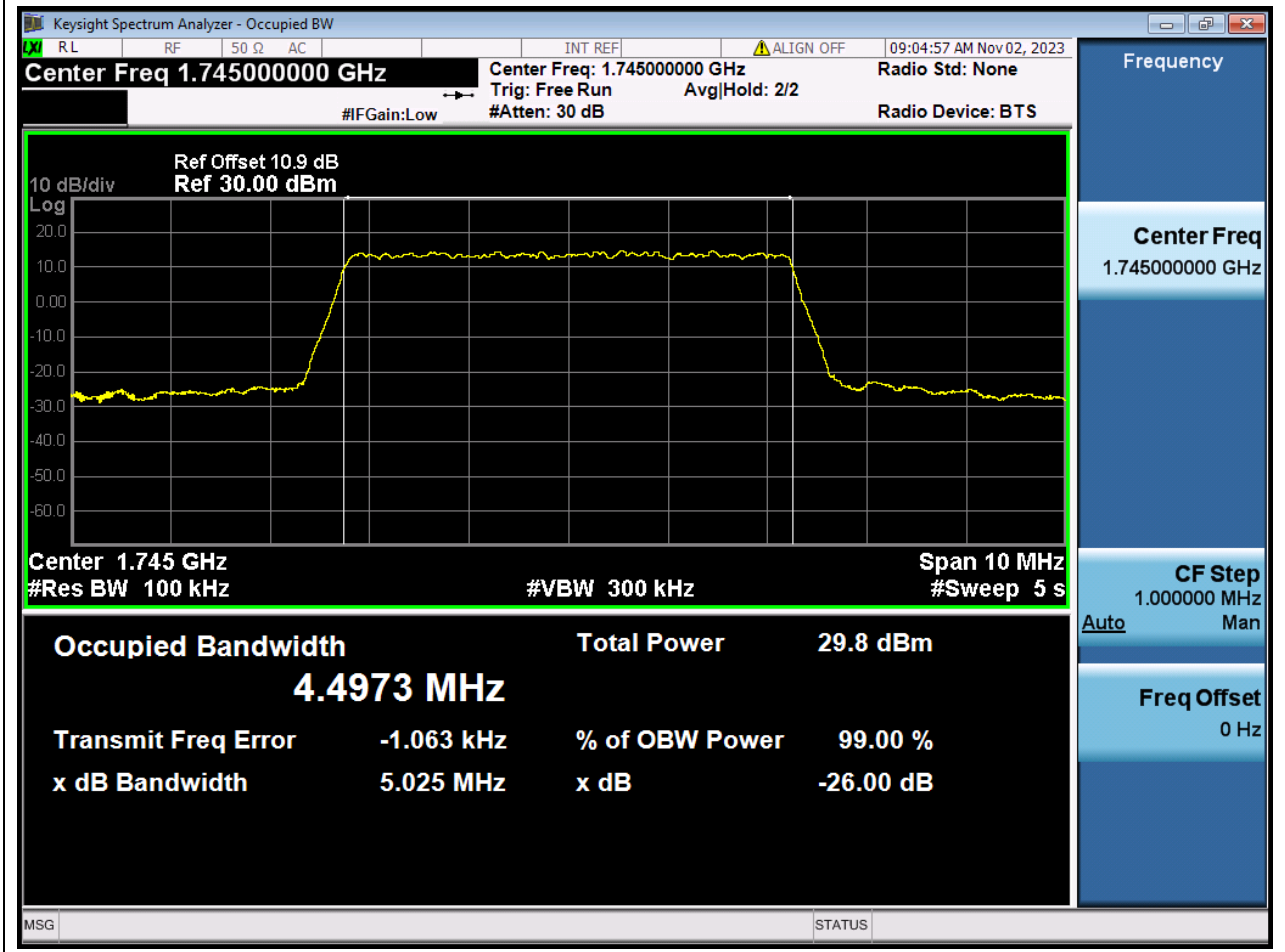 Keysight Spectrum Analyzer - Occupied BW
LXI RL RF 50 Ω AC INT REF ALIGN OFF 09:04:57 AM Nov 02, 2023
Center Freq 1.745000000 GHz
Center Freq: 1.745000000 GHz
Radio Std: None
Trig: Free Run Avg|Hold: 2/2
#IFGain:Low
#Atten: 30 dB
Radio Device: BTS
Frequency
Ref Offset 10.9 dB
10 dB/div Ref 30.00 dBm
Log
20.0
10.0
0.00
-10.0
-20.0
-30.0
-40.0
-50.0
-60.0
Center 1.745 GHz Span 10 MHz
#Res BW 100 kHz #VBW 300 kHz #Sweep 5 s
Occupied Bandwidth Total Power 29.8 dBm
4.4973 MHz
Transmit Freq Error -1.063 kHz % of OBW Power 99.00 %
x dB Bandwidth 5.025 MHz x dB -26.00 dB
Center Freq
1.745000000 GHz
CF Step
1.000000 MHz
Auto Man
Freq Offset
0 Hz
MSG STATUS